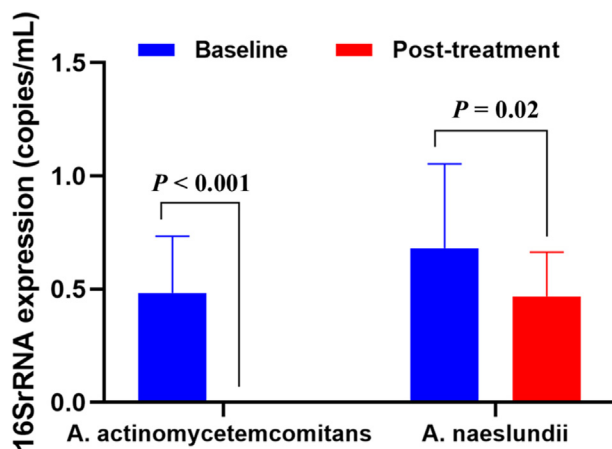 Baseline Post-treatment
16SrRNA expression (copies/mL)
1.5
1.0
0.5
0.0
P < 0.001
P = 0.02
A. actinomycetemcomitans A. naeslundii